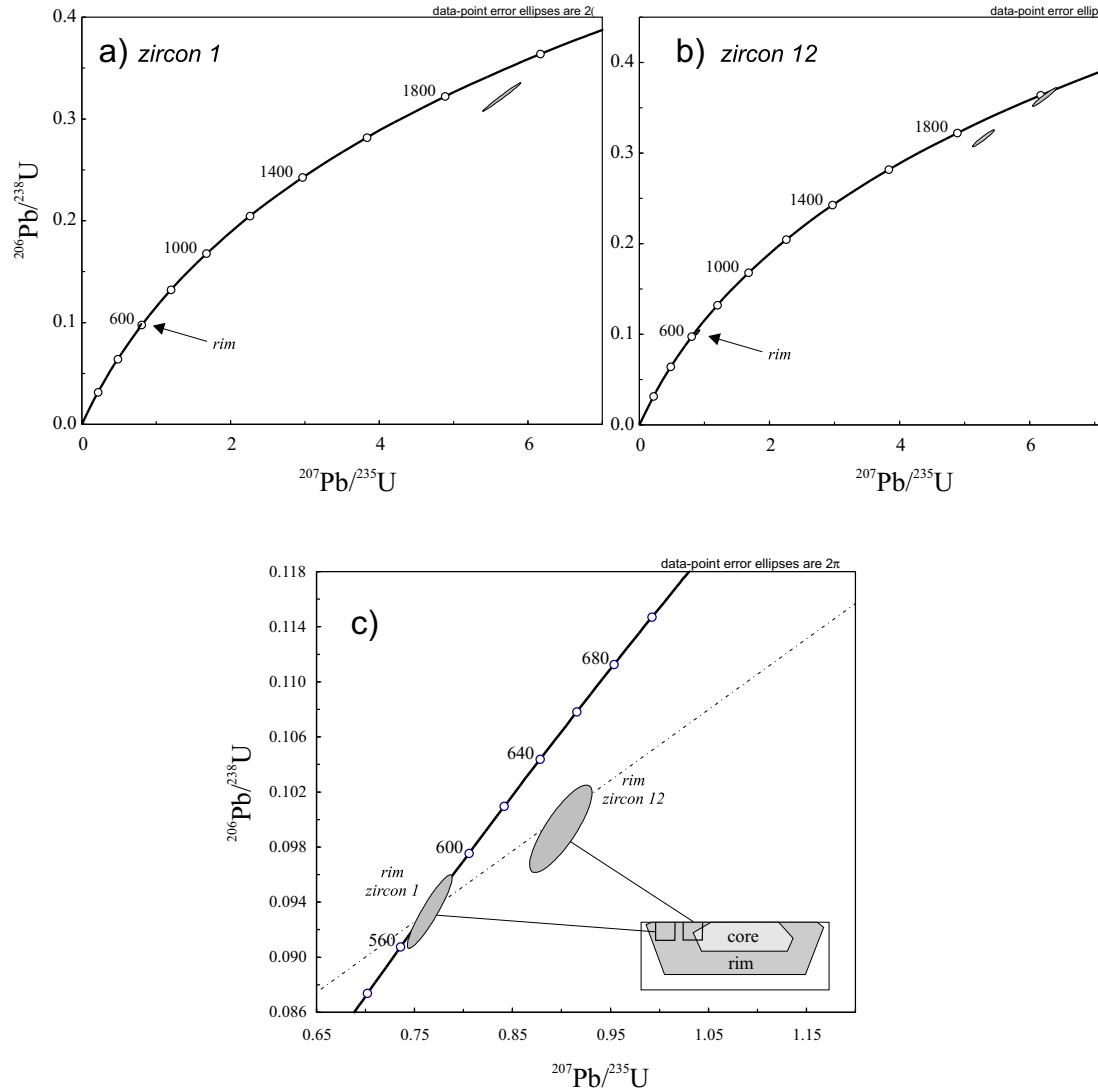 data-point error ellipses are 2(
a) zircon 1
0.4
0.3
0.2
0.1
0.0
206Pb/238U
1800
1400
1000
600
rim
0 2 4 6
207Pb/235U
data-point error ellip
b) zircon 12
0.4
0.3
0.2
0.1
0.0
1800
1400
1000
600
rim
0 2 4 6
207Pb/235U
data-point error ellipses are 2π
c)
0.118
0.114
0.110
0.106
0.102
0.098
0.094
0.090
0.086
206Pb/238U
680
640
600
560
rim
zircon 12
rim
zircon 1
core
rim
0.65 0.75 0.85 0.95 1.05 1.15
207Pb/235U